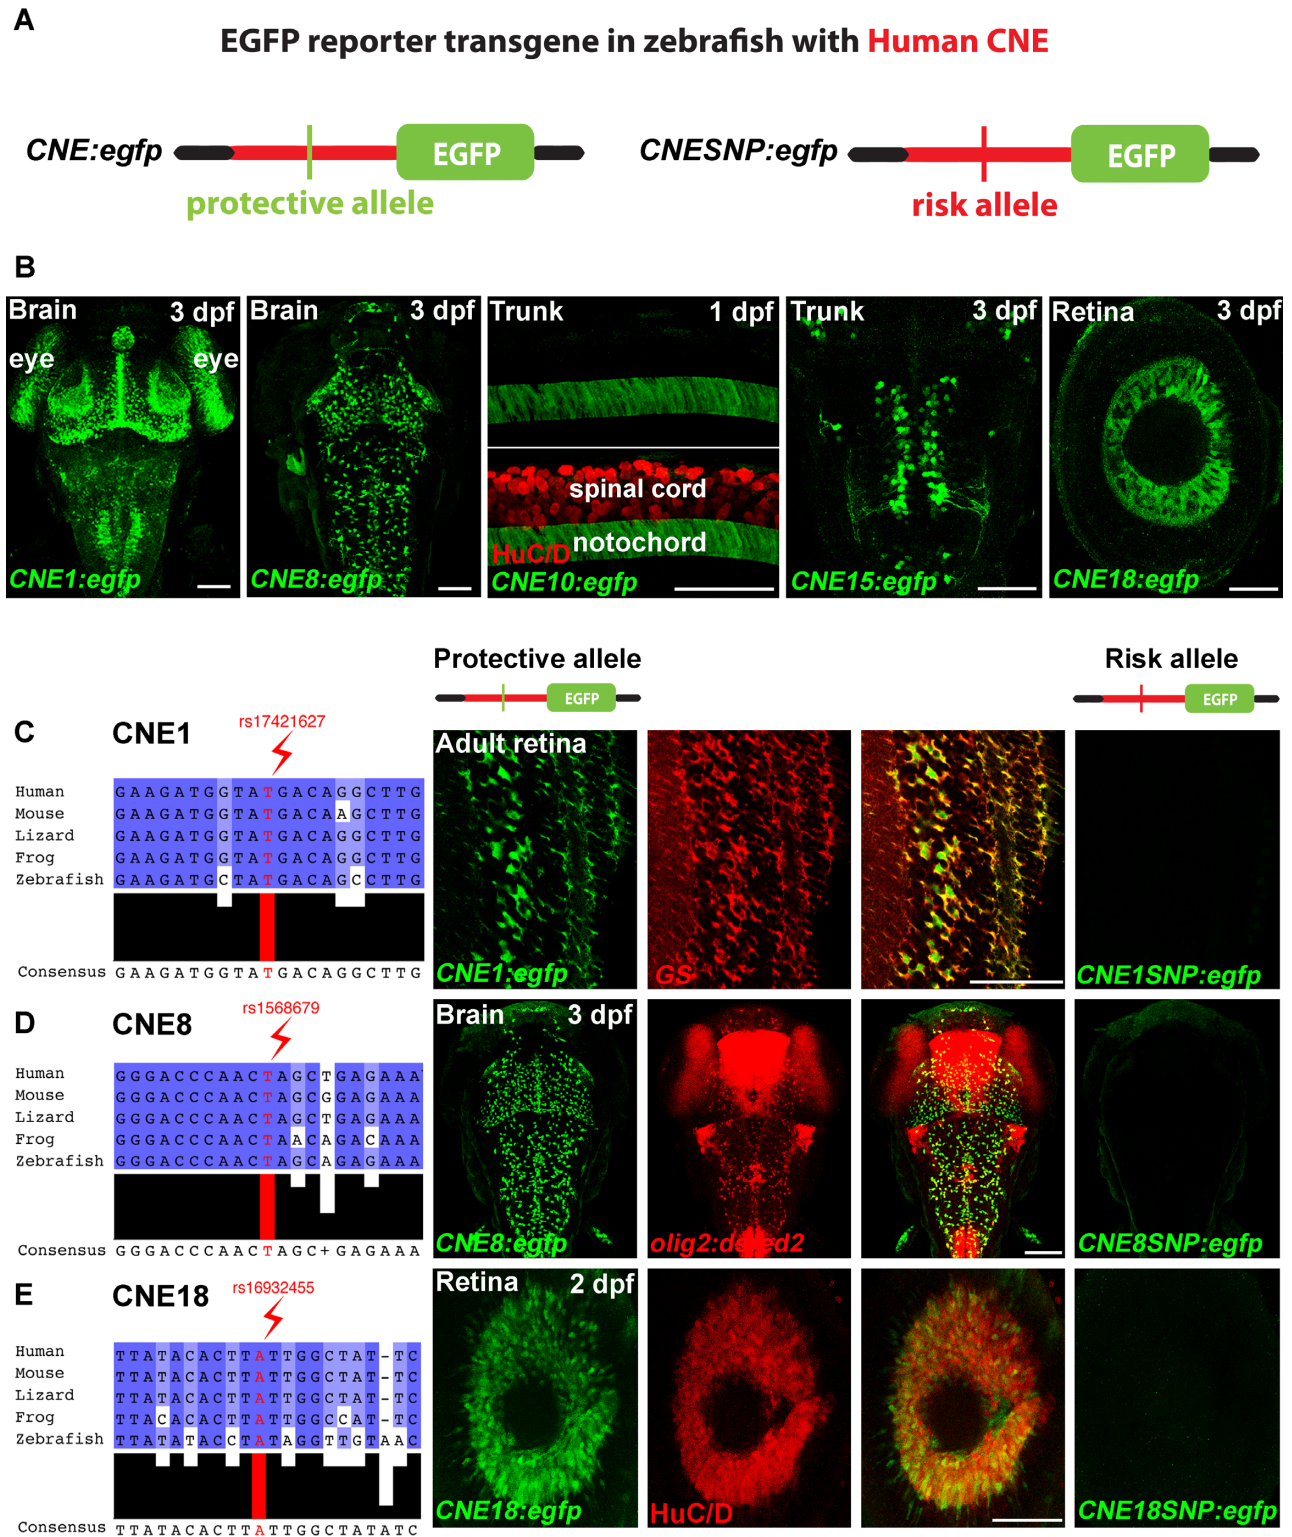 A
EGFP reporter transgene in zebrafish with Human CNE
CNE:egfp
EGFP
protective allele
CNESNP:egfp
EGFP
risk allele
B
Brain 3 dpf
eye eye
CNE1:egfp
Brain 3 dpf
CNE8:egfp
Trunk 1 dpf
spinal cord
HuC/D notochord
CNE10:egfp
Trunk 3 dpf
CNE15:egfp
Retina 3 dpf
CNE18:egfp
Protective allele
EGFP
Risk allele
EGFP
C
CNE1
rs17421627
Human GAAGATGGTATGACAGGCTTG
Mouse GAAGATGGTATGACAAGCTTG
Lizard GAAGATGGTATGACAGGCTTG
Frog GAAGATGGTATGACAGGCTTG
Zebrafish GAAGATGCTATGACAGCCTTG
Consensus GAAGATGGTATGACAGGCTTG
Adult retina
CNE1:egfp
GS
CNE1SNP:egfp
D
CNE8
rs1568679
Human GGGACCCAACTAGCTGAGAAA
Mouse GGGACCCAACTAGCGGAGAAA
Lizard GGGACCCAACTAGCTGAGAAA
Frog GGGACCCAACTAACAGACAAA
Zebrafish GGGACCCAACTAGCAGAGAAA
Consensus GGGACCCAACTAGC+GAGAAA
Brain 3 dpf
CNE8:egfp
olig2:dsred2
CNE8SNP:egfp
E
CNE18
rs16932455
Human TTATACACTTATTGGCTAT-TC
Mouse TTATACACTTATTGGCTAT-TC
Lizard TTATACACTTATTGGCTAT-TC
Frog TTACACACTTATTGGCCAT-TC
Zebrafish TTATATACCTATAGGTTGTAAC
Consensus TTATACACTTATTGGCTATATC
Retina 2 dpf
CNE18:egfp
HuC/D
CNE18SNP:egfp